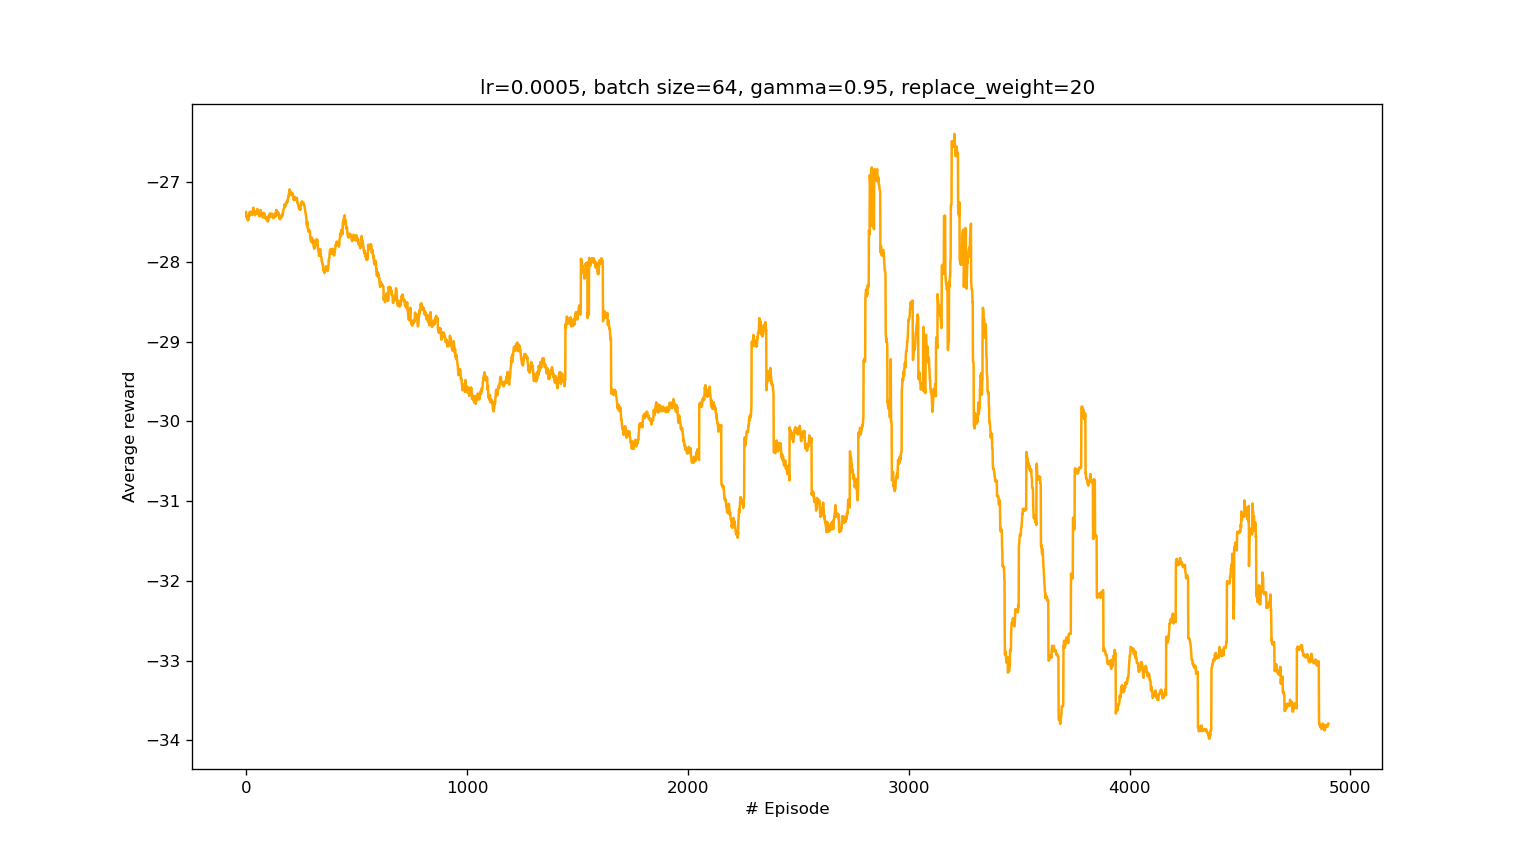 lr=0.0005, batch size=64, gamma=0.95, replace_weight=20
Average reward
−27
−28
−29
−30
−31
−32
−33
−34
0 1000 2000 3000 4000 5000
# Episode